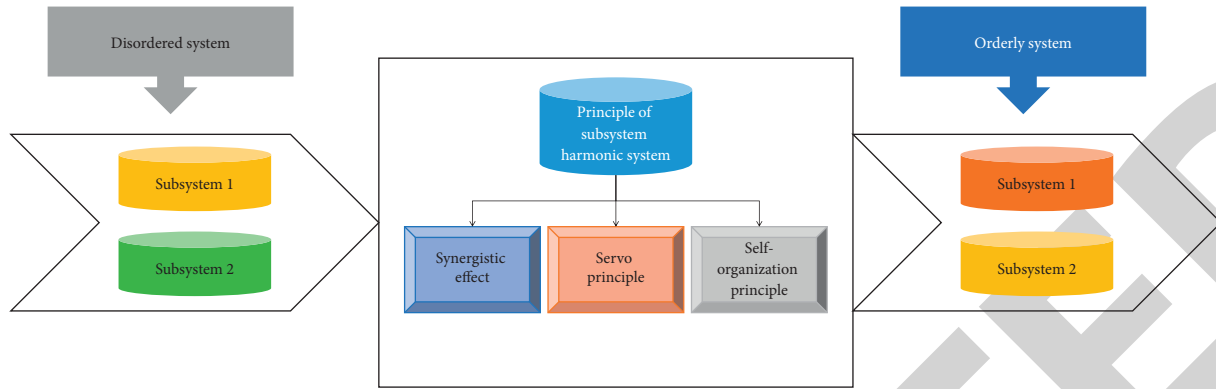 Disordered system
Orderly system
Principle of
subsystem
harmonic system
Subsystem 1
Subsystem 2
Synergistic
effect
Servo
principle
Self-
organization
principle
Subsystem 1
Subsystem 2